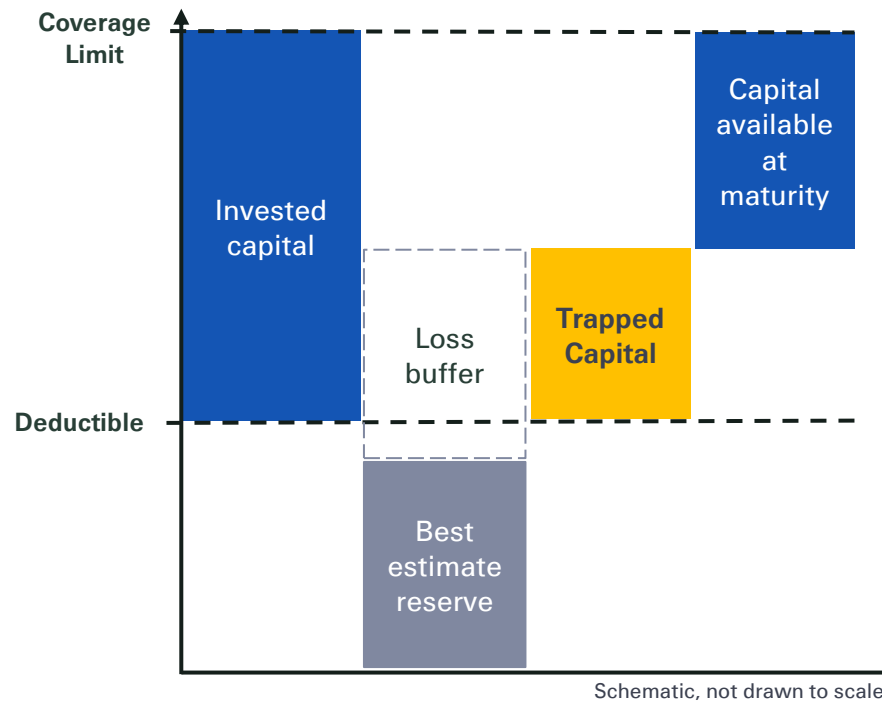 Coverage
Limit
Capital
available
at
maturity
Invested
capital
Trapped
Capital
Loss
buffer
Deductible
Best
estimate
reserve
Schematic, not drawn to scale